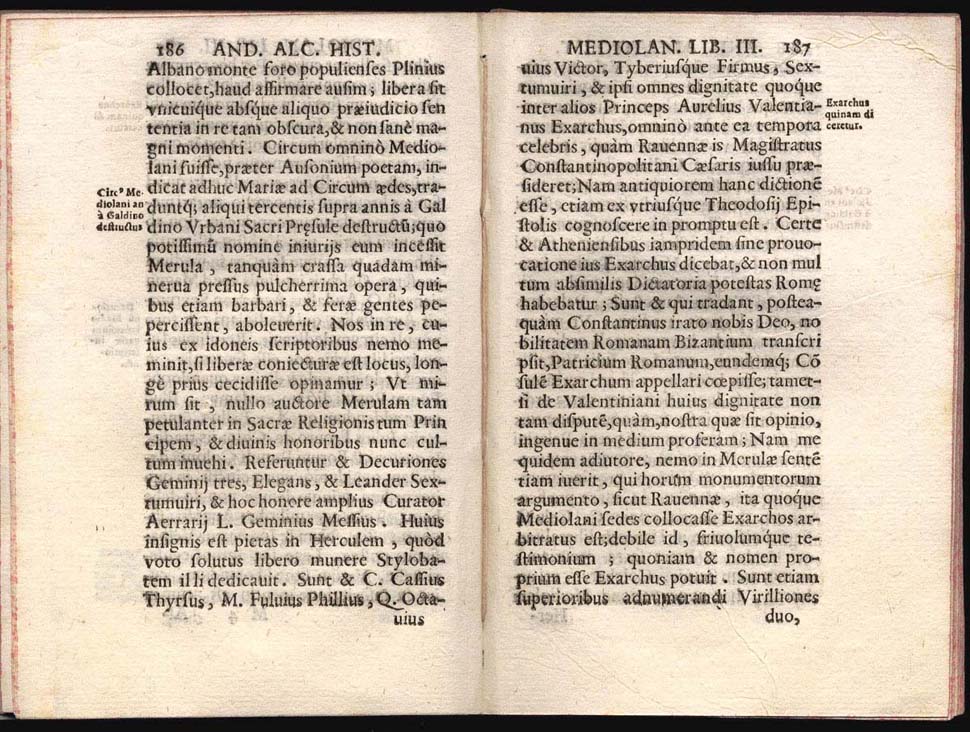 186 AND. ALC. HIST.
Albano monte foro populienses Plinius
collocet,haud affirmare ausim; libera sit
vnicuique absque aliquo præiudicio sen
tentia in re tam obscura,& non sanè ma-
gni momenti. Circum omninò Medio-
lani fuisse,præter Ausonium poetam, in-
dicat adhuc Mariæ ad Circum ædes,tra-
duntq; aliqui tercentis supra annis à Gal
dino Vrbani Sacri Pręsule destructũ;quo
potissimũ nomine iniurijs eum incessit
Merula, tanquàm crassa quadam mi-
nerua pressus pulcherrima opera, qui-
bus etiam barbari, & feræ gentes pe-
percissent, aboleuerit. Nos in re, cu-
ius ex idoneis scriptoribus nemo me-
minit,si liberæ coniecturæ est locus, lon-
gè prius cecidisse opinamur; Vt mi-
rum sit, nullo auctore Merulam tam
petulanter in Sacræ Religionis tum Prin
cipem, & diuinis honoribus nunc cul-
tum inuehi. Referuntur & Decuriones
Geminij tres, Elegans, & Leander Sex-
tumuiri, & hoc honore amplius Curator
Aerrarij L. Geminius Messius. Huius
insignis est pietas in Herculem, quòd
voto solutus libero munere Styloba-
tem illi dedicauit. Sunt & C. Cassius
Thyrsus, M. Fuluius Phillius, Q. Octa-
uius
Circꝰ Me-
diolani an
à Galdino
destructus
MEDIOLAN. LIB. III. 187
uius Victor, Tyberiusque Firmus, Sex-
tumuiri, & ipsi omnes dignitate quoque
inter alios Princeps Aurelius Valentia-
nus Exarchus,omninò ante ea tempora
celebris, quàm Rauennæ is Magistratus
Constantinopolitani Cæsaris iussu præ-
sideret;Nam antiquiorem hanc dictionẽ
esse, etiam ex vtriusque Theodosij Epi-
stolis cognoscere in promptu est. Certe
& Atheniensibus iampridem sine prouo-
catione ius Exarchus dicebat,& non mul
tum absimilis Dictatoria potestas Romę
habebatur; Sunt & qui tradant, postea-
quàm Constantinus irato nobis Deo, no
bilitatem Romanam Bizantium transcri
psit,Patricium Romanum,eundemq; Cõ
sulẽ Exarchum appellari cœpisse; tamet-
si de Valentiniani huius dignitate non
tam disputẽ,quàm,nostra quæ sit opinio,
ingenue in medium proferam; Nam me
quidem adiutore, nemo in Merulæ sentẽ
tiam iuerit, qui horum monumentorum
argumento, sicut Rauennæ, ita quoque
Mediolani sedes collocasse Exarchos ar-
bitratus est;debile id, friuolumque te-
stimonium; quoniam & nomen pro-
prium esse Exarchus potuit. Sunt etiam
superioribus adnumerandi Virilliones
duo,
Exarchus
quinam di
ceretur.